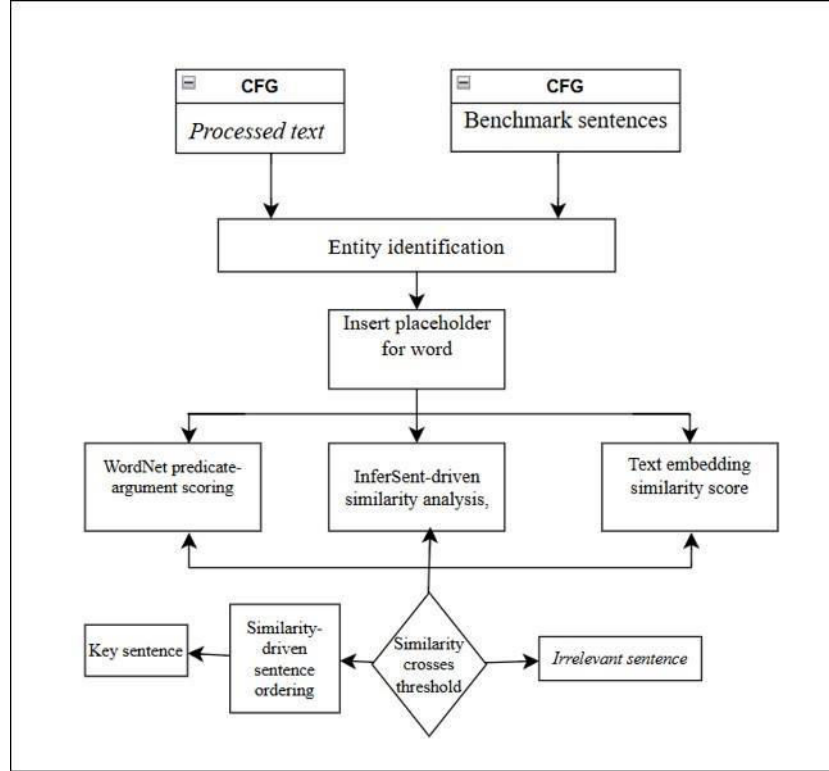 CFG
Processed text
CFG
Benchmark sentences
Entity identification
Insert placeholder
for word
WordNet predicate-
argument scoring
InferSent-driven
similarity analysis,
Text embedding
similarity score
Key sentence
Similarity-
driven
sentence
ordering
Similarity
crosses
threshold
Irrelevant sentence